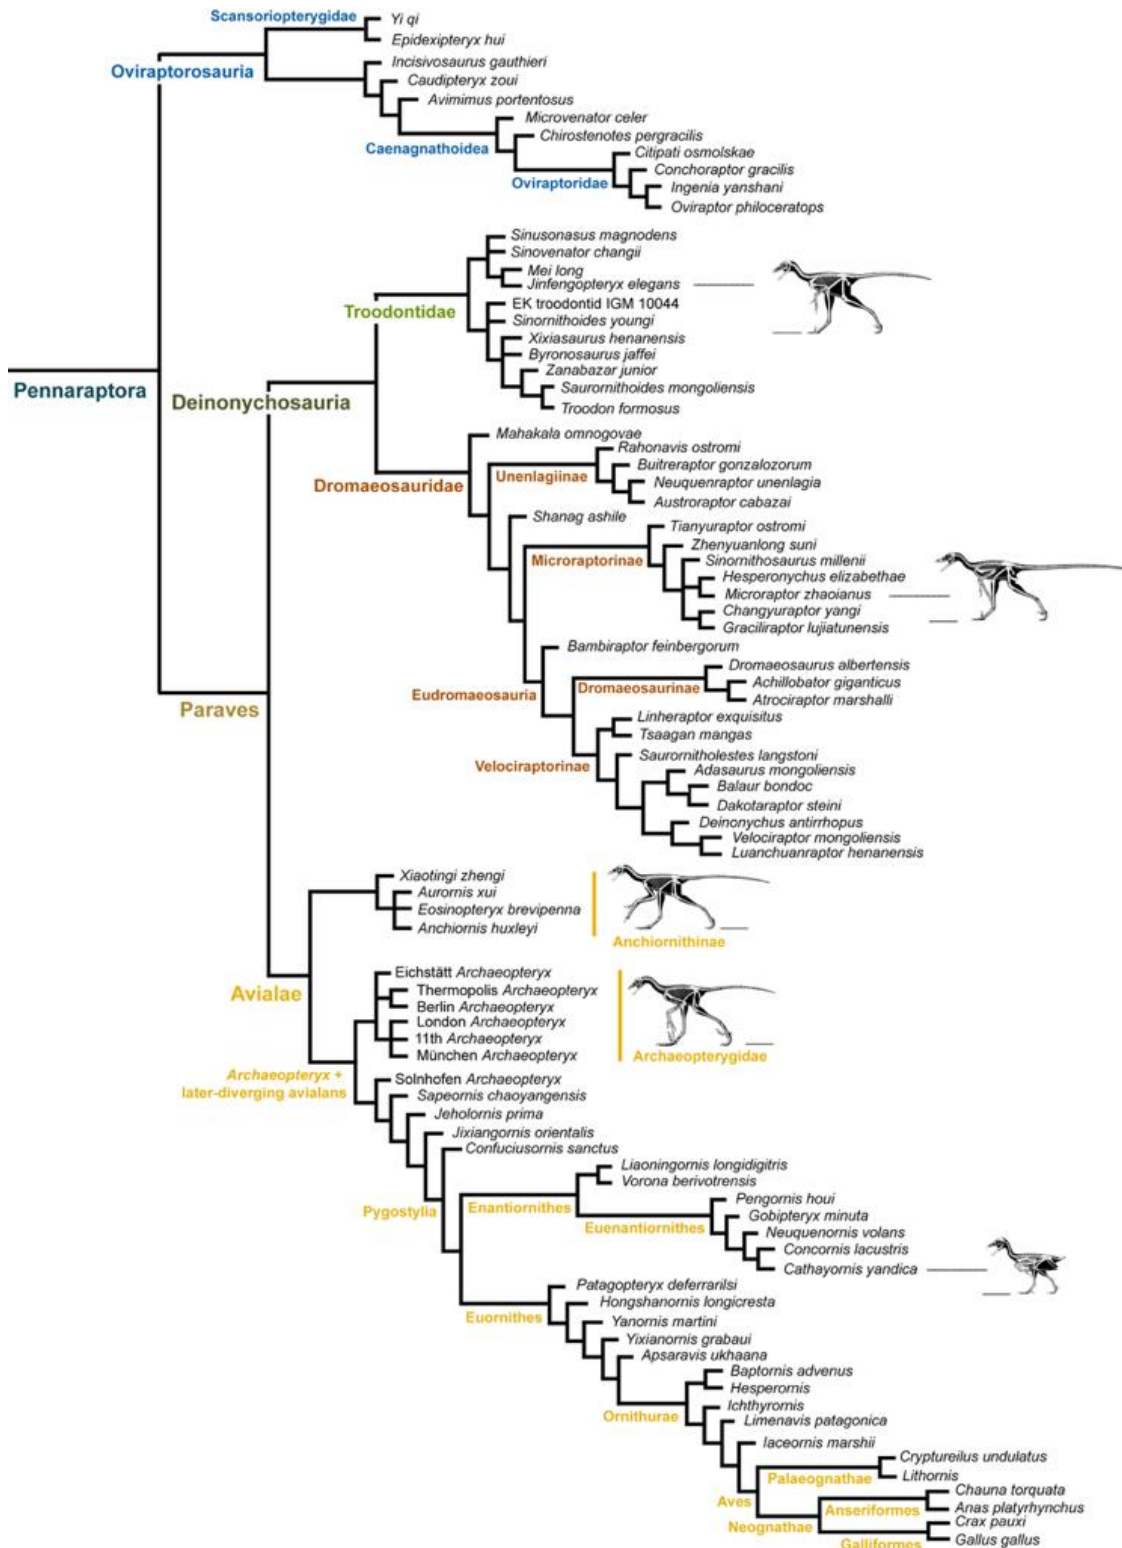 Scansoriopterygidae
Yi qi
Epidexipteryx hui
Oviraptorosauria
Incisivosaurus gauthieri
Caudipteryx zoui
Avimimus portentosus
Microvenator celer
Caenagnathoidea
Chirostenotes pergracilis
Citipati osmolskae
Conchoraptor gracilis
Oviraptoridae
Ingenia yanshani
Oviraptor philoceratops
Sinusonasus magnodens
Sinovenator changii
Mei long
Jinfengopteryx elegans
Troodontidae
EK troodontid IGM 10044
Sinornithoides youngi
Xixiasaurus henanensis
Byronosaurus jaffei
Zanabazar junior
Pennaraptora
Saurornithoides mongoliensis
Deinonychosauria
Troodon formosus
Mahakala omnogovae
Rahonavis ostromi
Buitreraptor gonzalozorum
Unenlagiinae
Dromaeosauridae
Neuquenraptor unenlagia
Austroraptor cabazai
Shanag ashile
Tianyuraptor ostromi
Zhenyuanlong suni
Microraptorinae
Sinornithosaurus millenii
Hesperonychus elizabethae
Microraptor zhaoianus
Changyuraptor yangi
Graciliraptor lujiatunensis
Bambiraptor feinbergorum
Dromaeosaurus albertensis
Achillobator giganticus
Dromaeosaurinae
Eudromaeosauria
Atrociraptor marshalli
Paraves
Linheraptor exquisitus
Tsaagan mangas
Saurornitholestes langstoni
Velociraptorinae
Adasaurus mongoliensis
Balaur bondoc
Dakotaraptor steini
Deinonychus antirrhopus
Velociraptor mongoliensis
Luanchuanraptor henanensis
Xiaotingi zhengi
Aurornis xui
Eosinopteryx brevipenna
Anchiornis huxleyi
Anchiornithinae
Eichstätt Archaeopteryx
Thermopolis Archaeopteryx
Avialae
Berlin Archaeopteryx
London Archaeopteryx
11th Archaeopteryx
München Archaeopteryx
Archaeopterygidae
Archaeopteryx +
later-diverging avialans
Solnhofen Archaeopteryx
Sapeornis chaoyangensis
Jeholornis prima
Jixiangornis orientalis
Confuciusornis sanctus
Liaoningornis longidigitris
Vorona berivotrensis
Pygostylia
Enantiornithes
Pengornis houi
Gobipteryx minuta
Euenantiornithes
Neuquenornis volans
Concornis lacustris
Cathayornis yandica
Patagopteryx deferrarilsi
Hongshanornis longicresta
Euornithes
Yanornis martini
Yixianornis grabaui
Apsaravis ukhaana
Baptornis advenus
Hesperornis
Ichthyrornis
Ornithurae
Limenavis patagonica
Iaceornis marshii
Cryptureilus undulatus
Palaeognathae
Lithornis
Chauna torquata
Aves
Anseriformes
Anas platyrhynchus
Neognathae
Crax pauxi
Gallus gallus
Galliformes